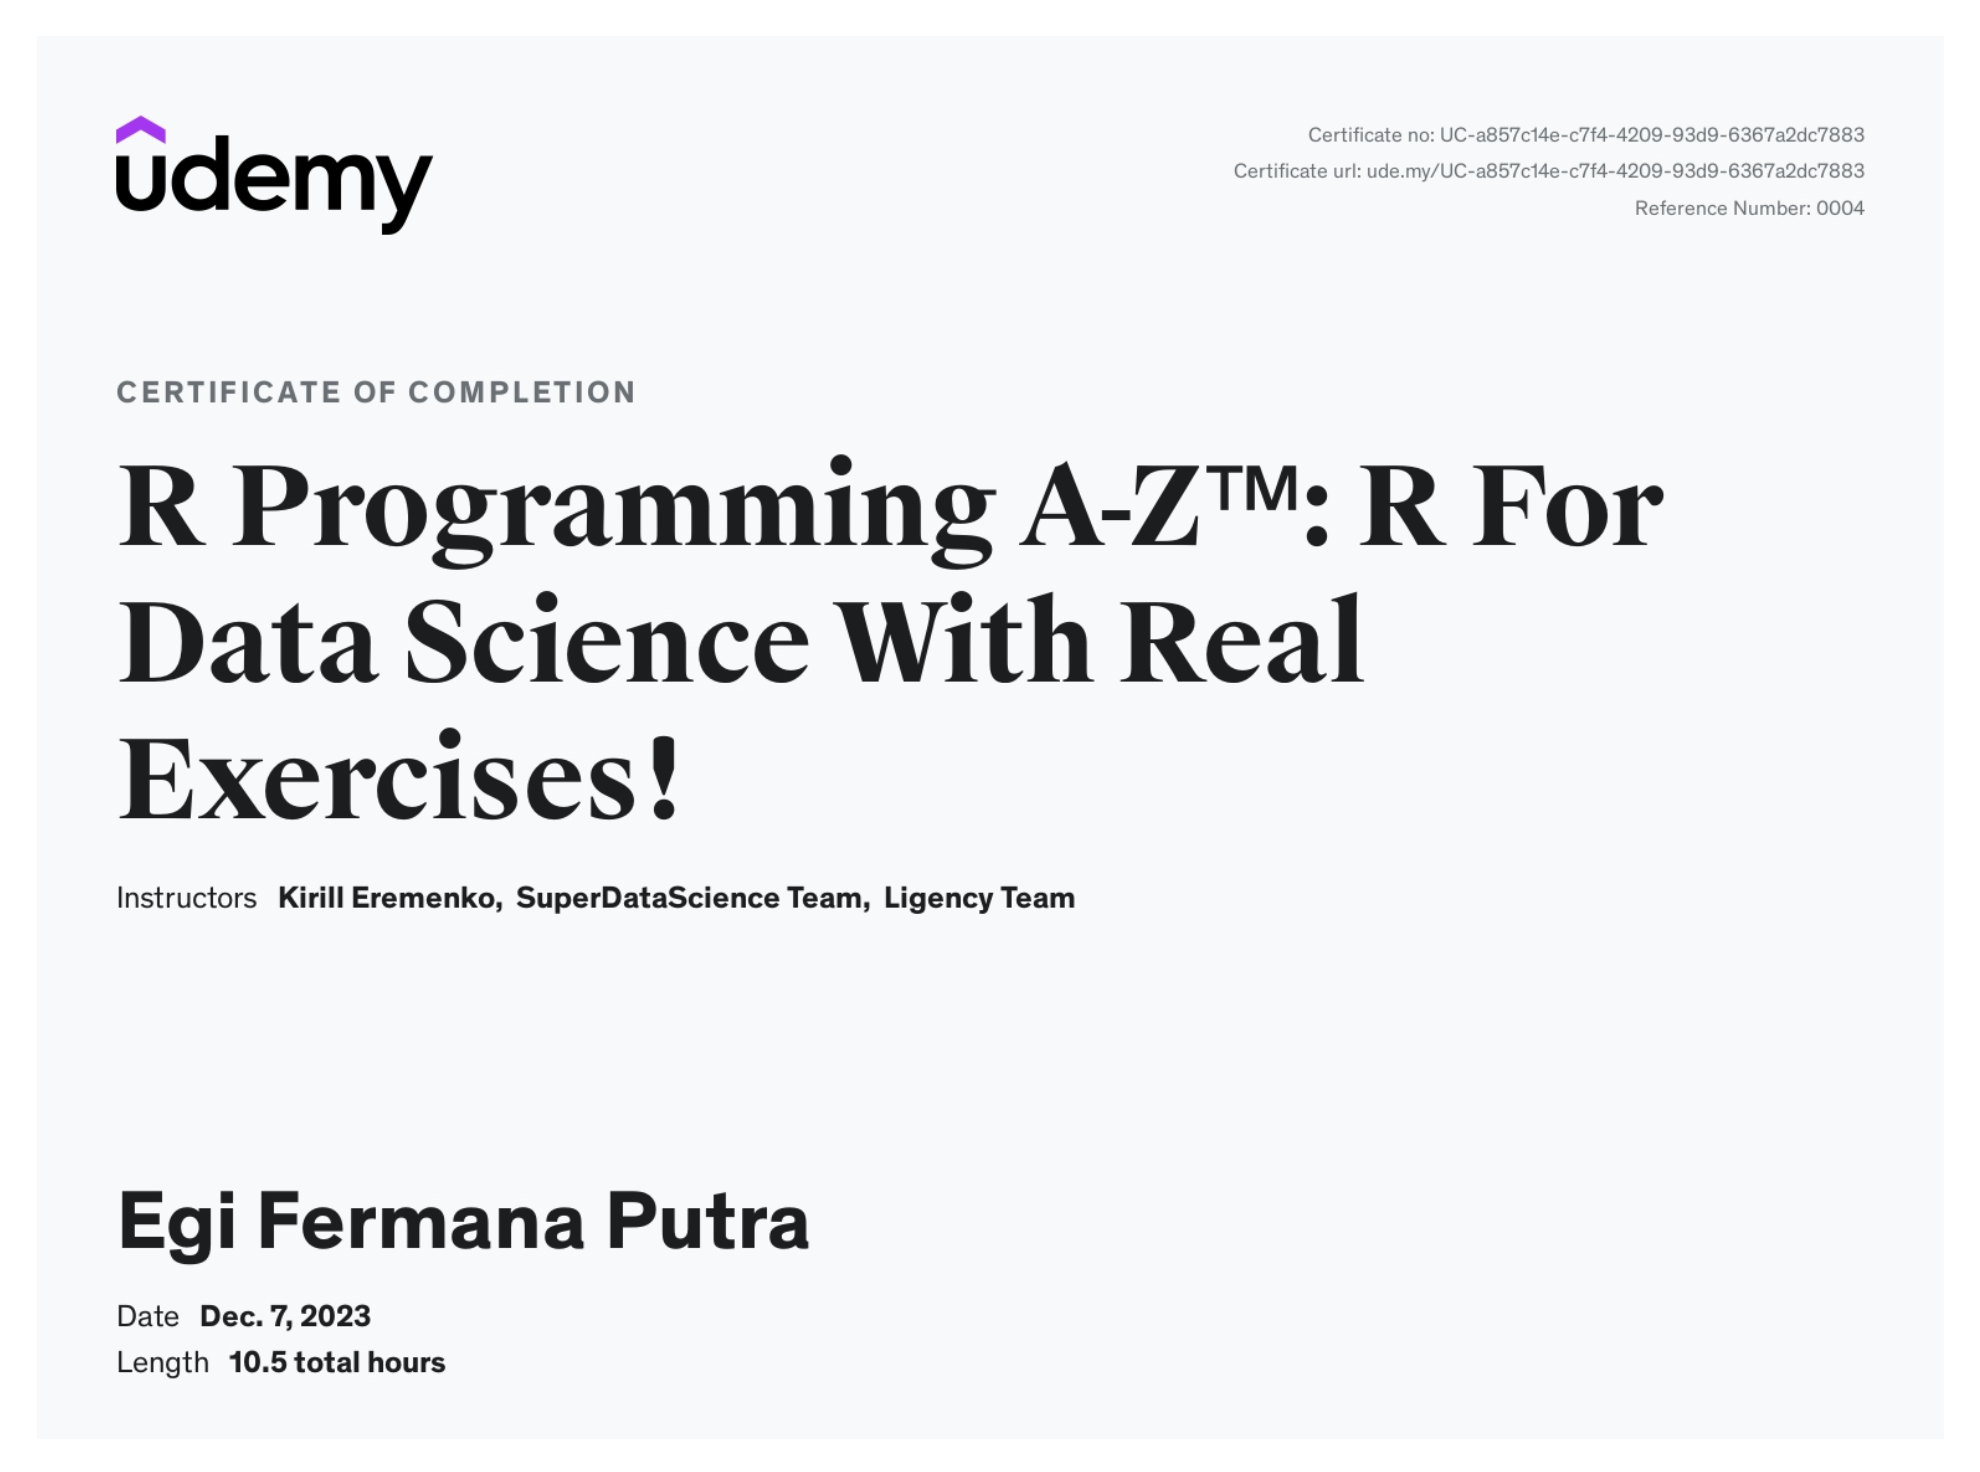 udemy
Certificate no: UC-a857c14e-c7f4-4209-93d9-6367a2dc7883
Certificate url: ude.my/UC-a857c14e-c7f4-4209-93d9-6367a2dc7883
Reference Number: 0004
CERTIFICATE OF COMPLETION
R Programming A-Z™: R For
Data Science With Real
Exercises!
Instructors Kirill Eremenko, SuperDataScience Team, Ligency Team
Egi Fermana Putra
Date Dec. 7, 2023
Length 10.5 total hours